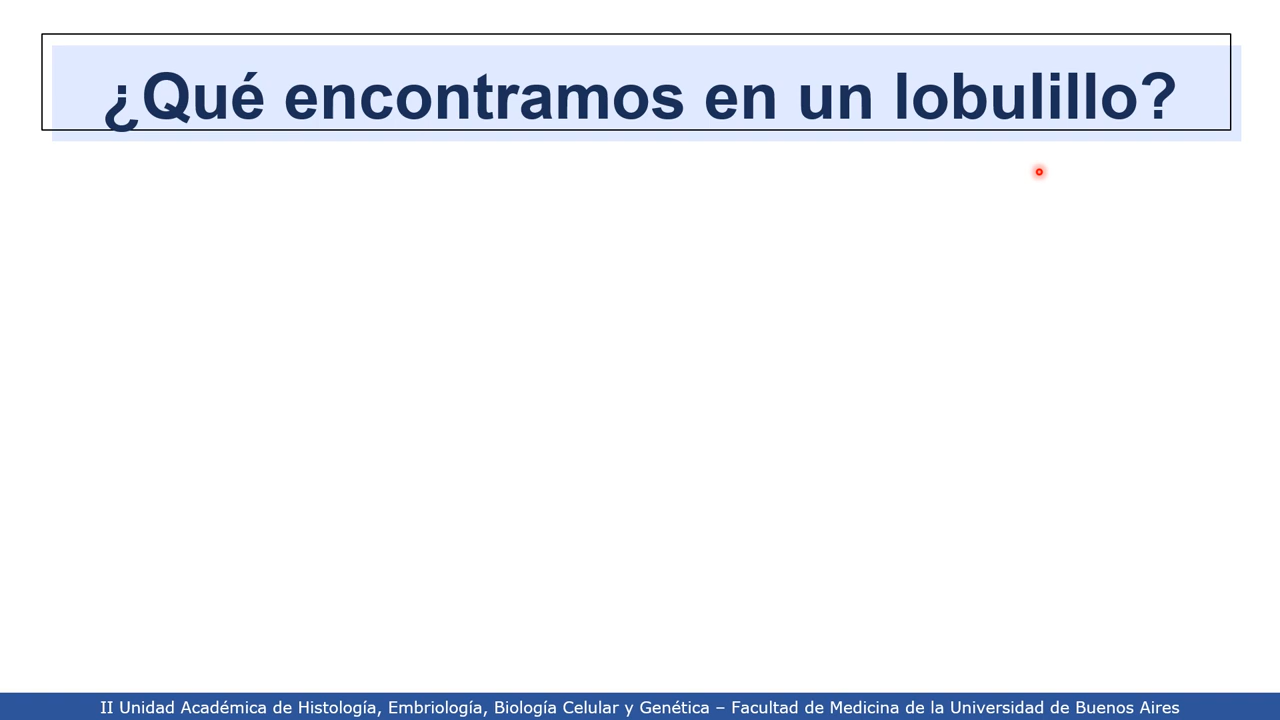 ¿Qué encontramos en un lobulillo?
II Unidad Académica de Histología, Embriología, Biología Celular y Genética – Facultad de Medicina de la Universidad de Buenos Aires